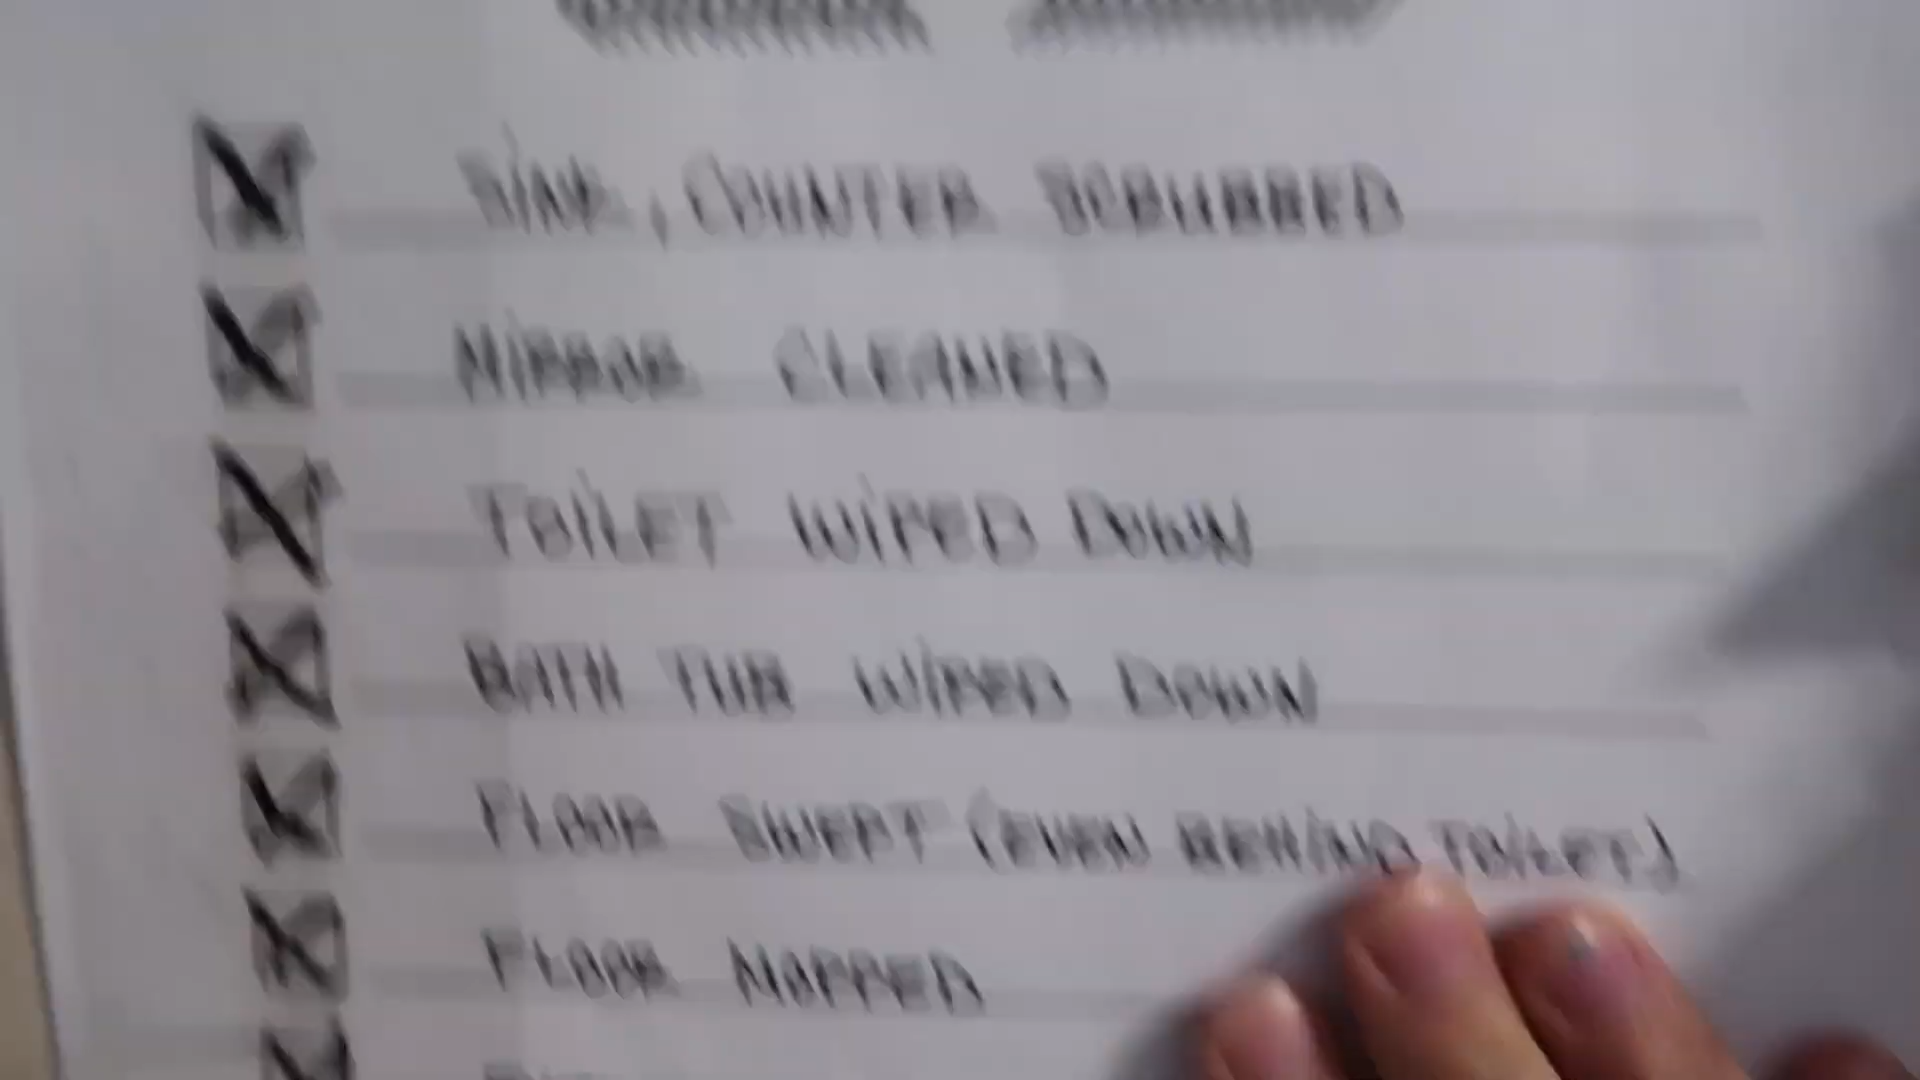 SINK, COUNTER SCRUBBED
MIRROR CLEANED
TOILET WIPED DOWN
BATH TUB WIPED DOWN
FLOOR SWEPT (EVEN BEHIND TOILET)
FLOOR MOPPED